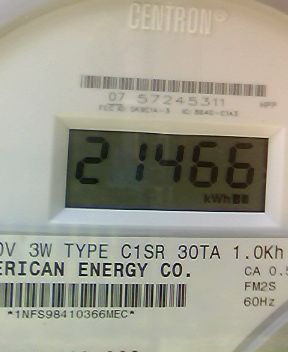 CENTRON®
07 57245311
21466
kWh
0V 3W TYPE C1SR 30TA 1.0Kh
ERICAN ENERGY CO.
CA 0.5
FM2S
60Hz
*1NFS98410366MEC*